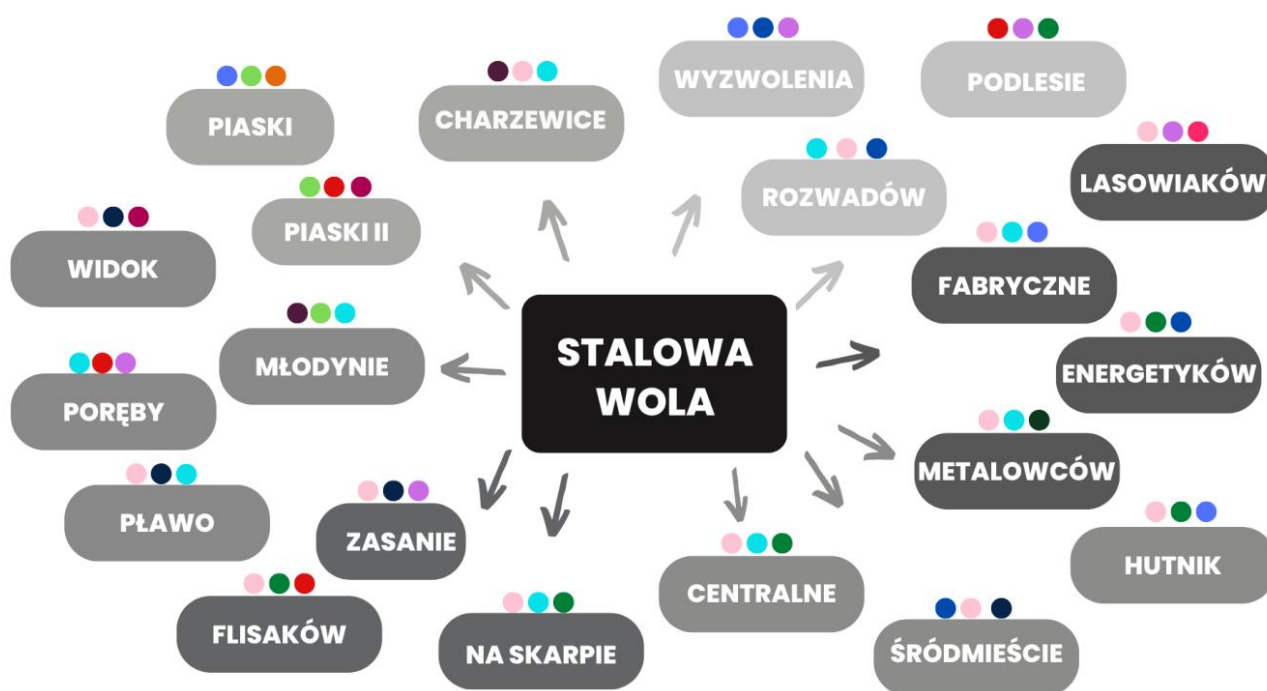 WYZWOLENIA
PODLESIE
PIASKI
CHARZEWICE
LASOWIAKÓW
ROZWADÓW
PIASKI II
WIDOK
FABRYCZNE
STALOWA
WOLA
MŁODYNIE
ENERGETYKÓW
PORĘBY
METALOWCÓW
PŁAWO
ZASANIE
HUTNIK
CENTRALNE
FLISAKÓW
NA SKARPIE
ŚRÓDMIEŚCIE